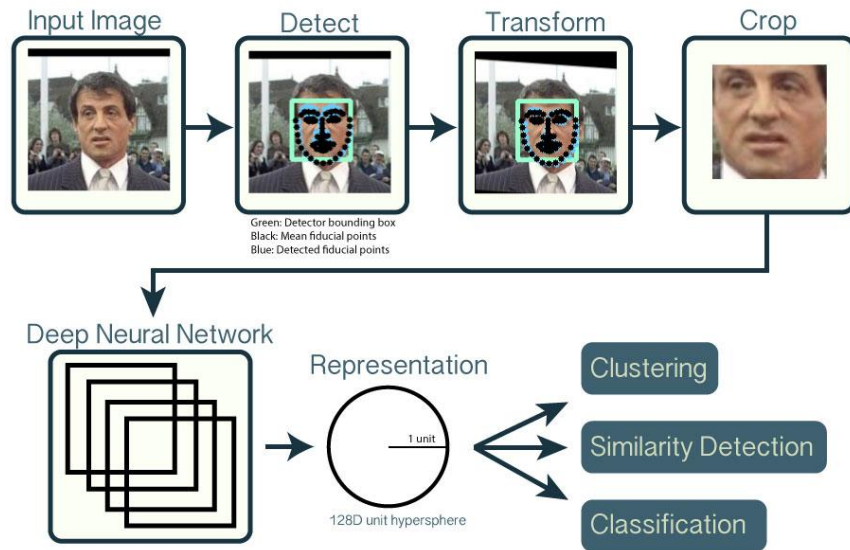 Input Image
Detect
Transform
Crop
Green: Detector bounding box
Black: Mean fiducial points
Blue: Detected fiducial points
Deep Neural Network
Representation
1 unit
128D unit hypersphere
Clustering
Similarity Detection
Classification